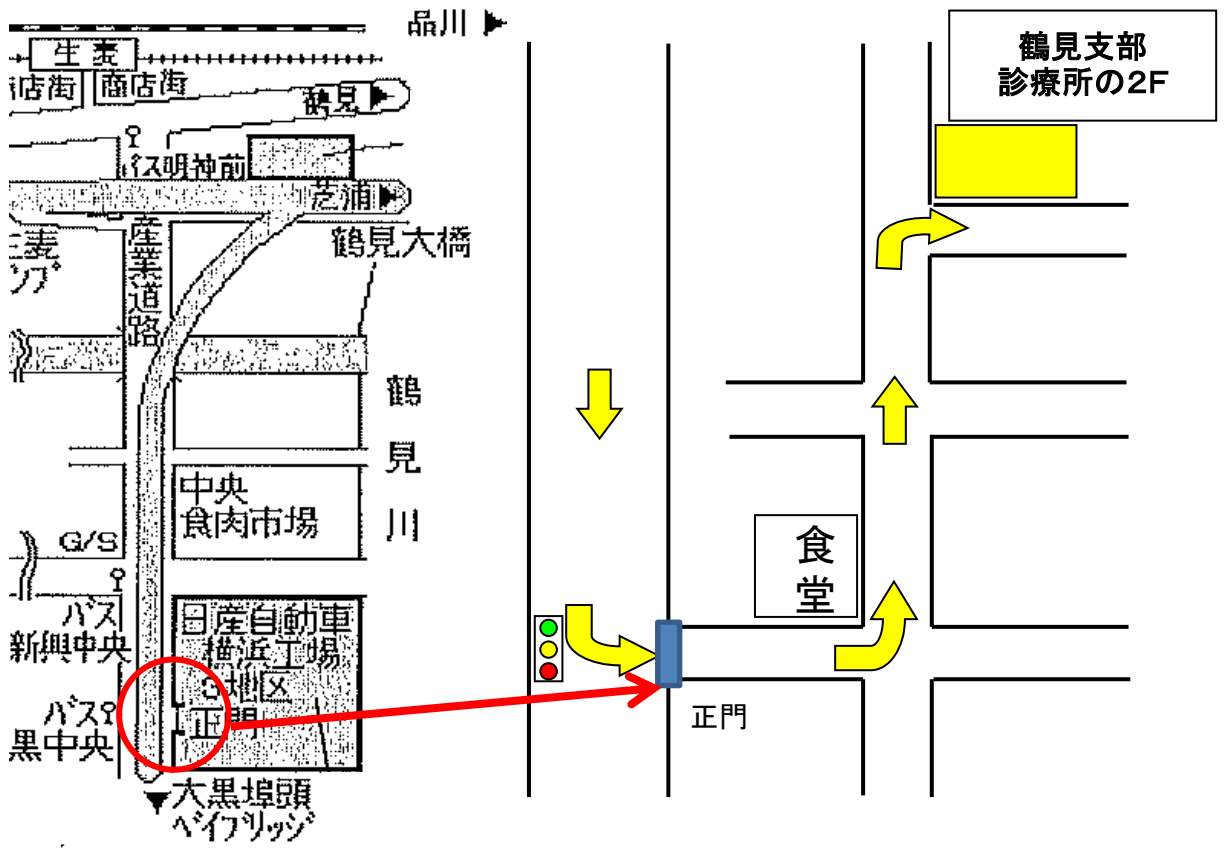 品川
生麦
店街
商店街
鶴見
バス明神前
芝浦
産業道路
生麦
鶴見大橋
鶴見川
中央
食肉市場
G/S
バス
新興中央
日産自動車
横浜工場
G地区
正門
バス
黒中央
大黒埠頭
ベイブリッジ
鶴見支部
診療所の2F
食堂
正門